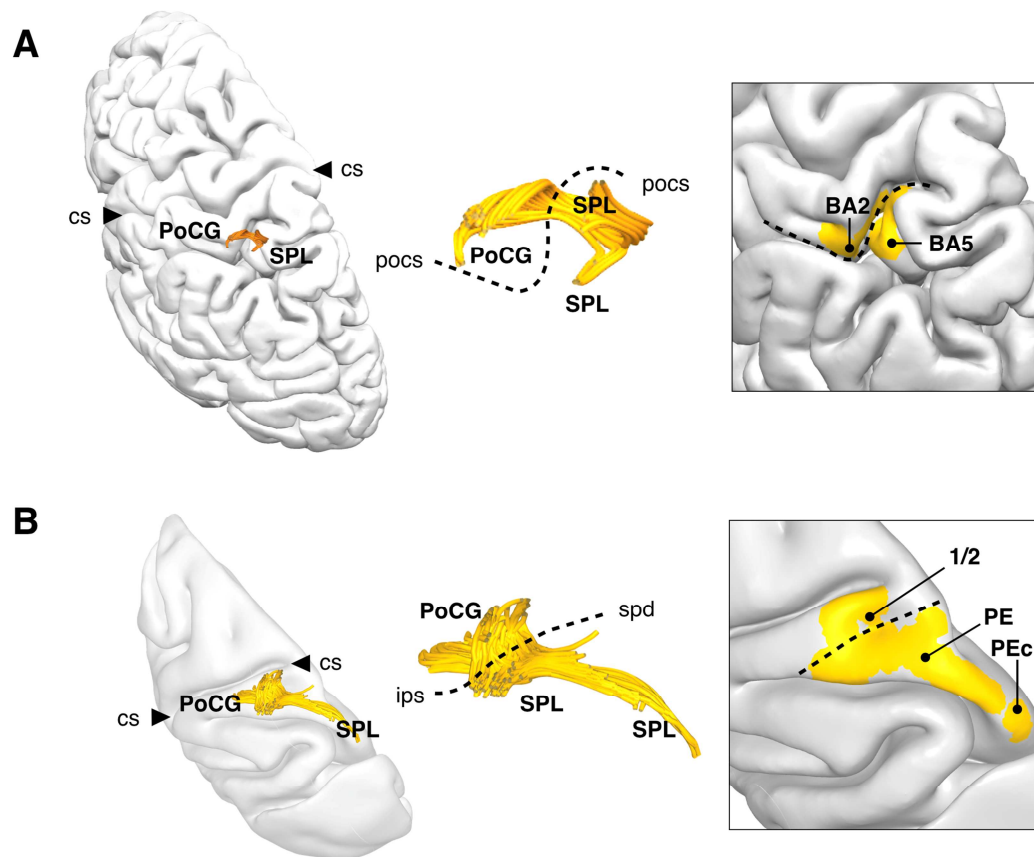 A
cs
cs
PoCG
SPL
pocs
SPL
PoCG
pocs
SPL
BA2
BA5
B
1/2
PoCG
spd
PE
PEc
cs
PoCG
ips
SPL
cs
SPL
SPL